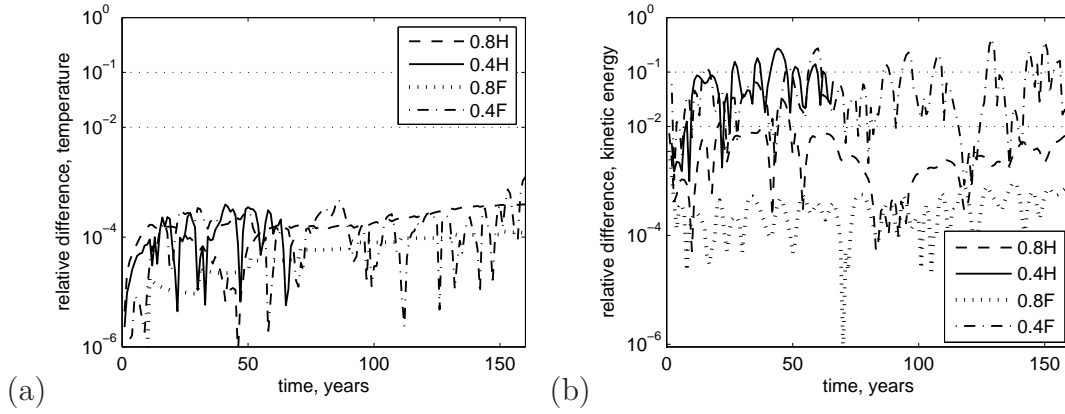 (a)
relative difference, temperature
10^0
10^-1
10^-2
10^-4
10^-6
0.8H
0.4H
0.8F
0.4F
0
50
100
150
time, years
(b)
relative difference, kinetic energy
10^0
10^-1
10^-2
10^-4
10^-6
0.8H
0.4H
0.8F
0.4F
0
50
100
150
time, years